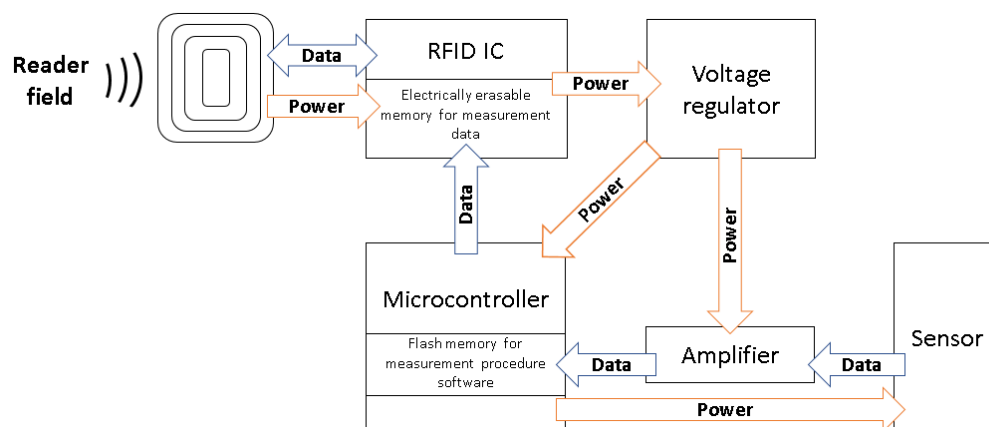 Reader
field
Data
Power
RFID IC
Electrically erasable
memory for measurement
data
Power
Voltage
regulator
Data
Power
Power
Microcontroller
Flash memory for
measurement procedure
software
Data
Amplifier
Data
Sensor
Power